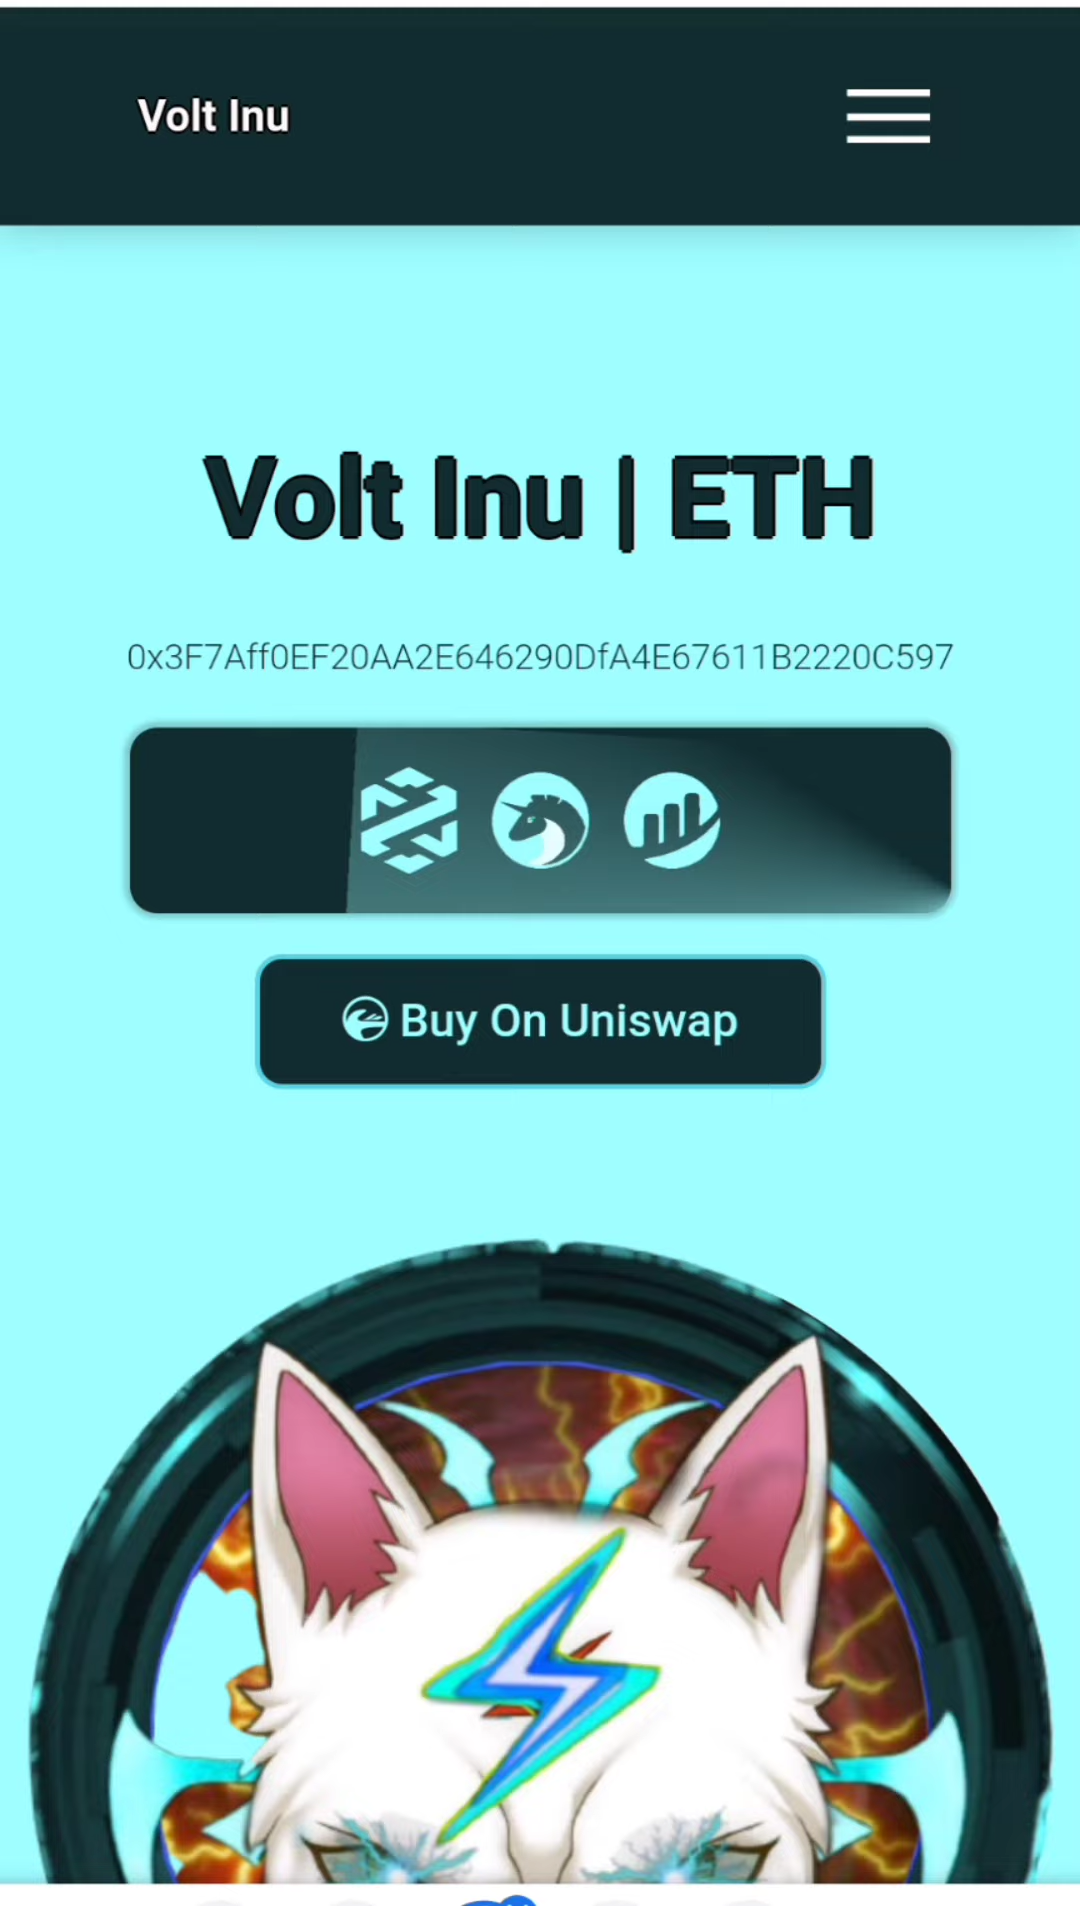 Volt Inu
Volt Inu | ETH
0x3F7Aff0EF20AA2E646290DfA4E67611B2220C597
Buy On Uniswap